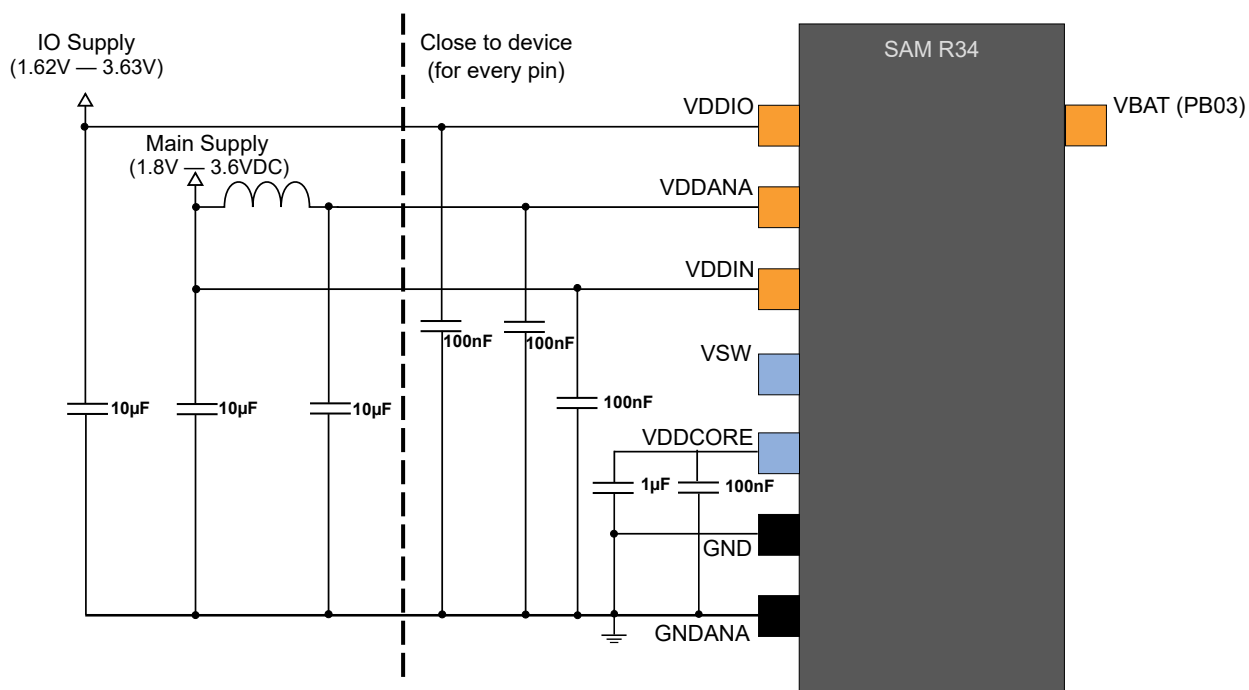 IO Supply
(1.62V — 3.63V)
Close to device
(for every pin)
SAM R34
VDDIO
VBAT (PB03)
Main Supply
(1.8V — 3.6VDC)
VDDANA
VDDIN
100nF
100nF
VSW
10µF
10µF
10µF
100nF
VDDCORE
1µF
100nF
GND
GNDANA